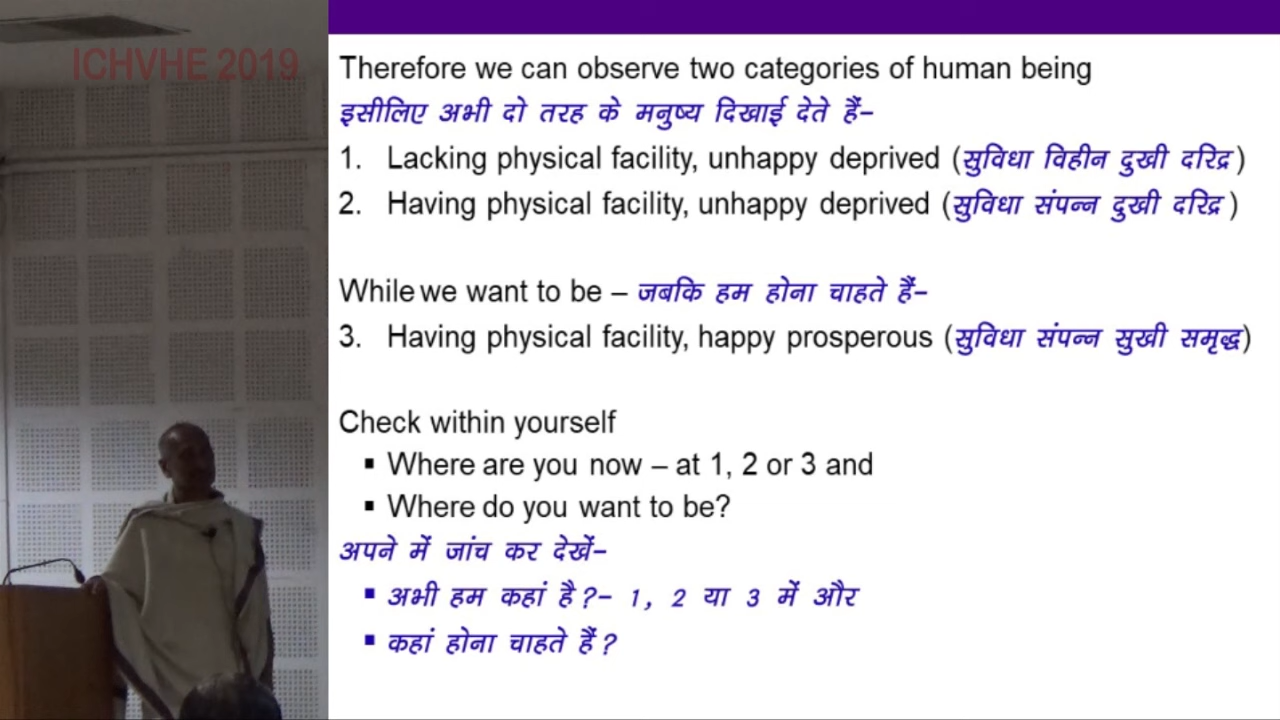 ICHVHE 2019
Therefore we can observe two categories of human being
इसीलिए अभी दो तरह के मनुष्य दिखाई देते हैं–
1. Lacking physical facility, unhappy deprived (सुविधा विहीन दुखी दरिद्र)
2. Having physical facility, unhappy deprived (सुविधा संपन्न दुखी दरिद्र )
While we want to be – जबकि हम होना चाहते हैं–
3. Having physical facility, happy prosperous (सुविधा संपन्न सुखी समृद्ध)
Check within yourself
▪ Where are you now – at 1, 2 or 3 and
▪ Where do you want to be?
अपने में जांच कर देखें–
▪ अभी हम कहां है ?– 1, 2 या 3 में और
▪ कहां होना चाहते हैं ?